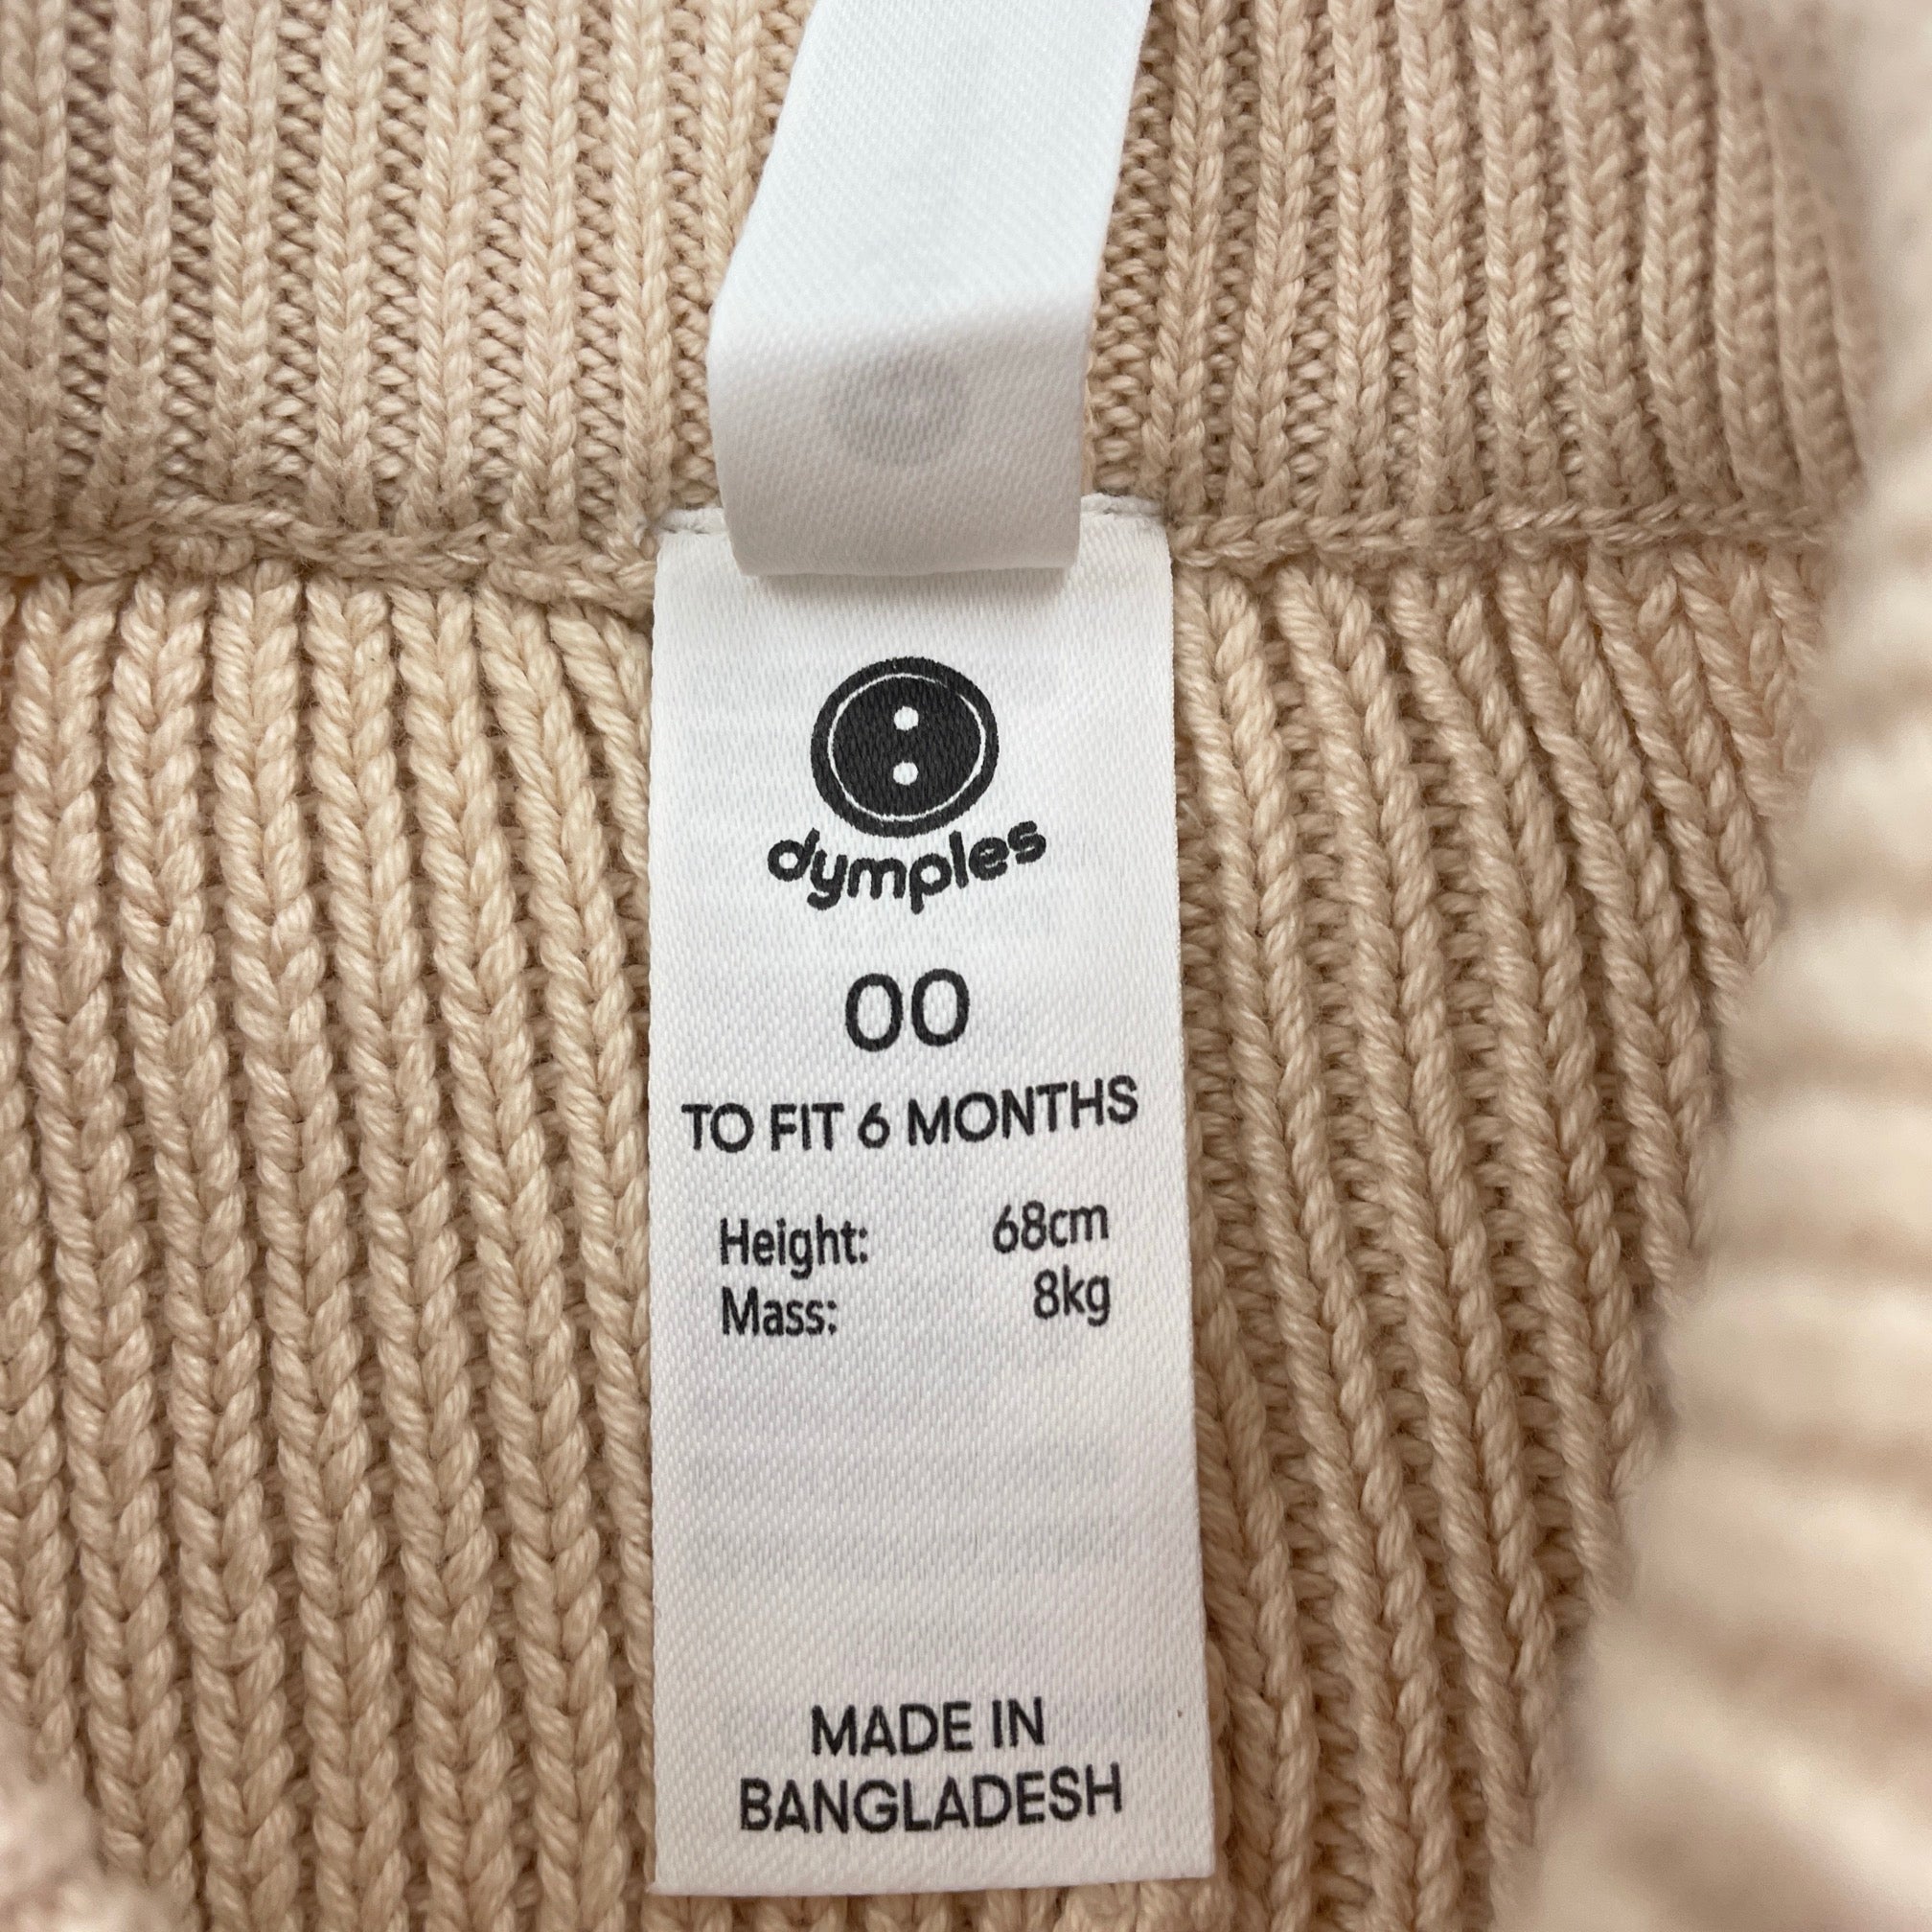 dymples
00
TO FIT 6 MONTHS
Height: 68cm
Mass: 8kg
MADE IN
BANGLADESH